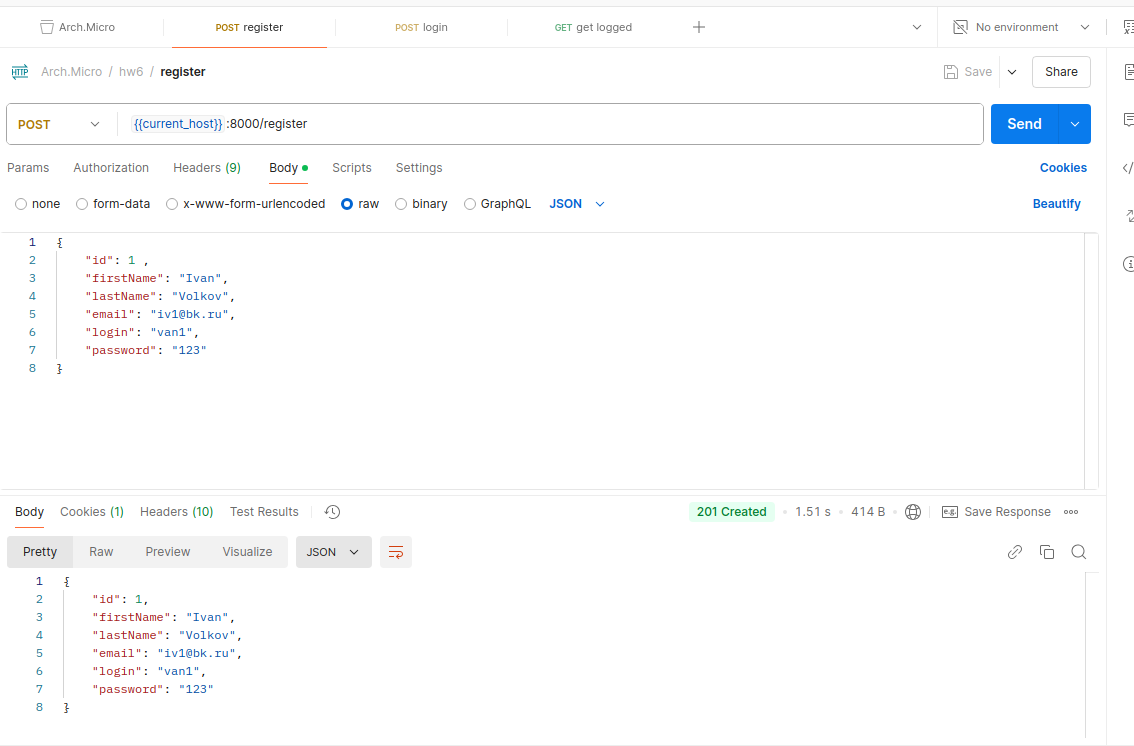 Arch.Micro
POST register
POST login
GET get logged
No environment
HTTP Arch.Micro / hw6 / register
Save
Share
POST
{{current_host}} :8000/register
Send
Params Authorization Headers (9) Body Scripts Settings Cookies
none form-data x-www-form-urlencoded raw binary GraphQL JSON Beautify
1 {
2 "id": 1 ,
3 "firstName": "Ivan",
4 "lastName": "Volkov",
5 "email": "iv1@bk.ru",
6 "login": "van1",
7 "password": "123"
8 }
Body Cookies (1) Headers (10) Test Results 201 Created 1.51 s 414 B e.g. Save Response
Pretty Raw Preview Visualize JSON
1 {
2 "id": 1,
3 "firstName": "Ivan",
4 "lastName": "Volkov",
5 "email": "iv1@bk.ru",
6 "login": "van1",
7 "password": "123"
8 }